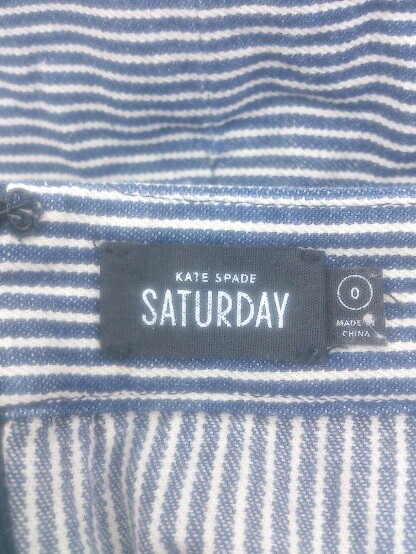 KATE SPADE
SATURDAY
0
MADE IN
CHINA